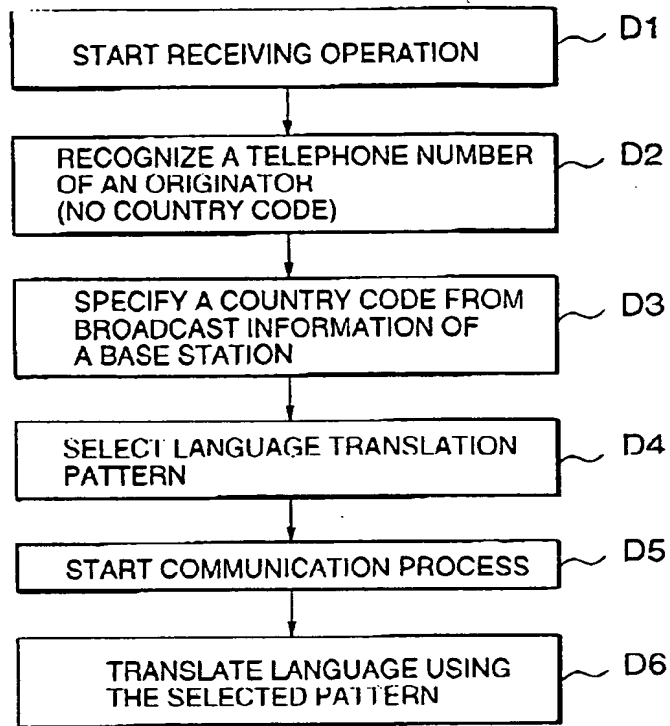 START RECEIVING OPERATION
D1
RECOGNIZE A TELEPHONE NUMBER
OF AN ORIGINATOR
(NO COUNTRY CODE)
D2
SPECIFY A COUNTRY CODE FROM
BROADCAST INFORMATION OF
A BASE STATION
D3
SELECT LANGUAGE TRANSLATION
PATTERN
D4
START COMMUNICATION PROCESS
D5
TRANSLATE LANGUAGE USING
THE SELECTED PATTERN
D6